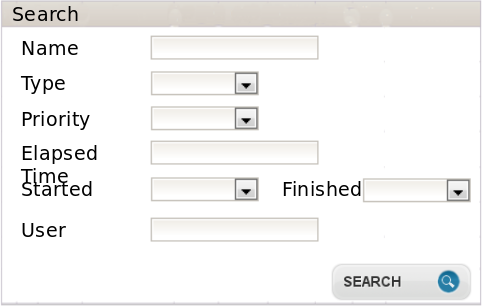 Search
Name
Type
Priority
Elapsed
Time
Started Finished
User
SEARCH